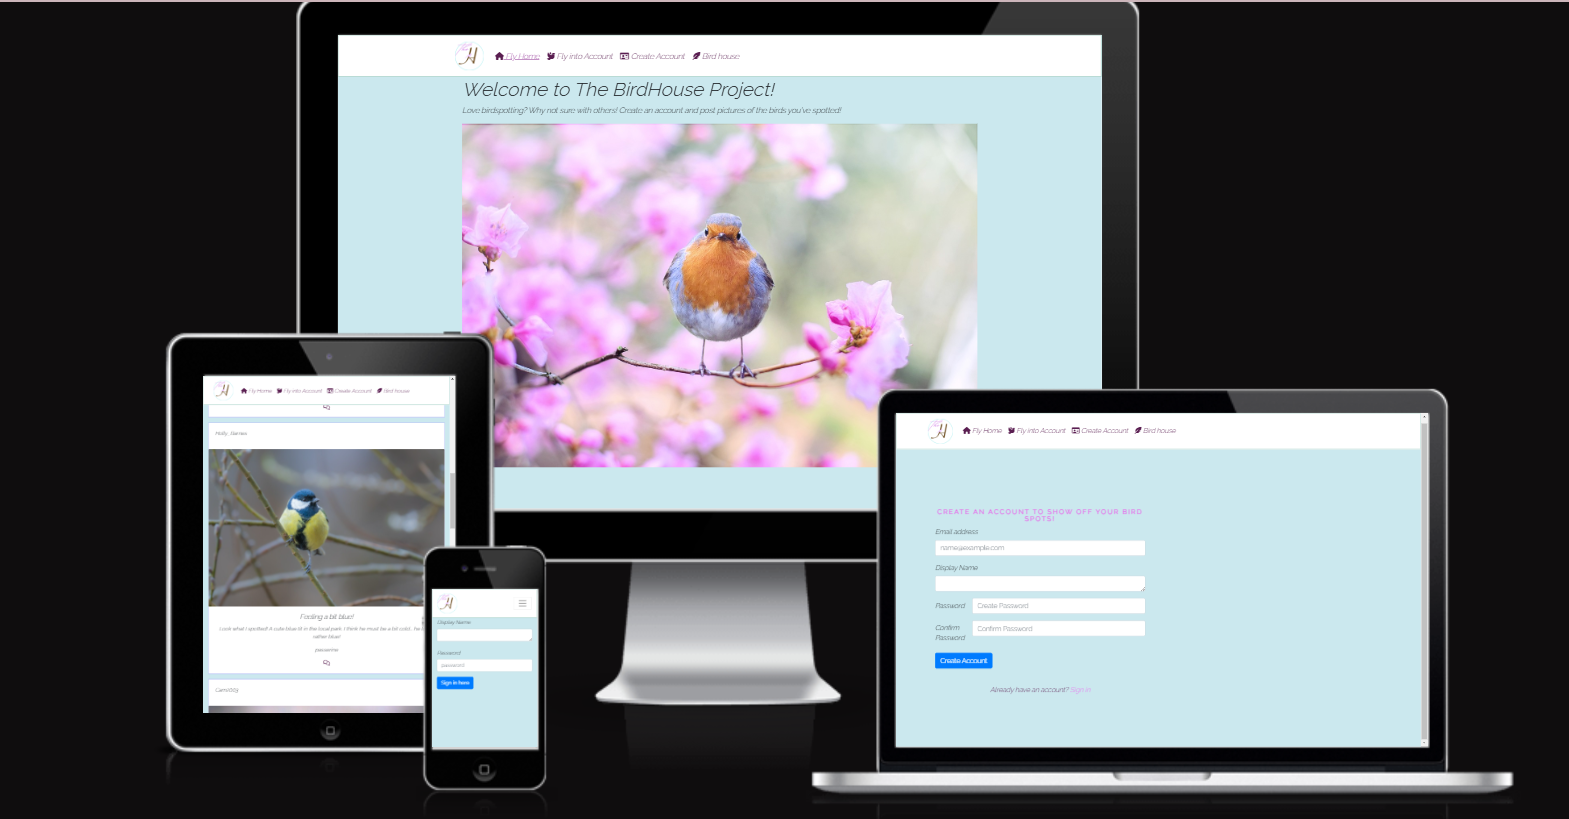 Fly Home Fly into Account Create Account Bird house
Welcome to The BirdHouse Project!
Love birdspotting? Why not sure with others! Create an account and post pictures of the birds you've spotted!
Fly Home Fly into Account Create Account Bird House
Molly_Barnes
Feeling a bit blue!
Look what I spotted! A cute blue tit in the local park. I think he must be a bit cold, he
rather blue!
passerine
Display Name
Password
password
Sign in here
Fly Home Fly into Account Create Account Bird house
CREATE AN ACCOUNT TO SHOW OFF YOUR BIRD
SPOTS!
Email address
name@example.com
Display Name
Password Create Password
Confirm
Password
Confirm Password
Create Account
Already have an account? Sign in